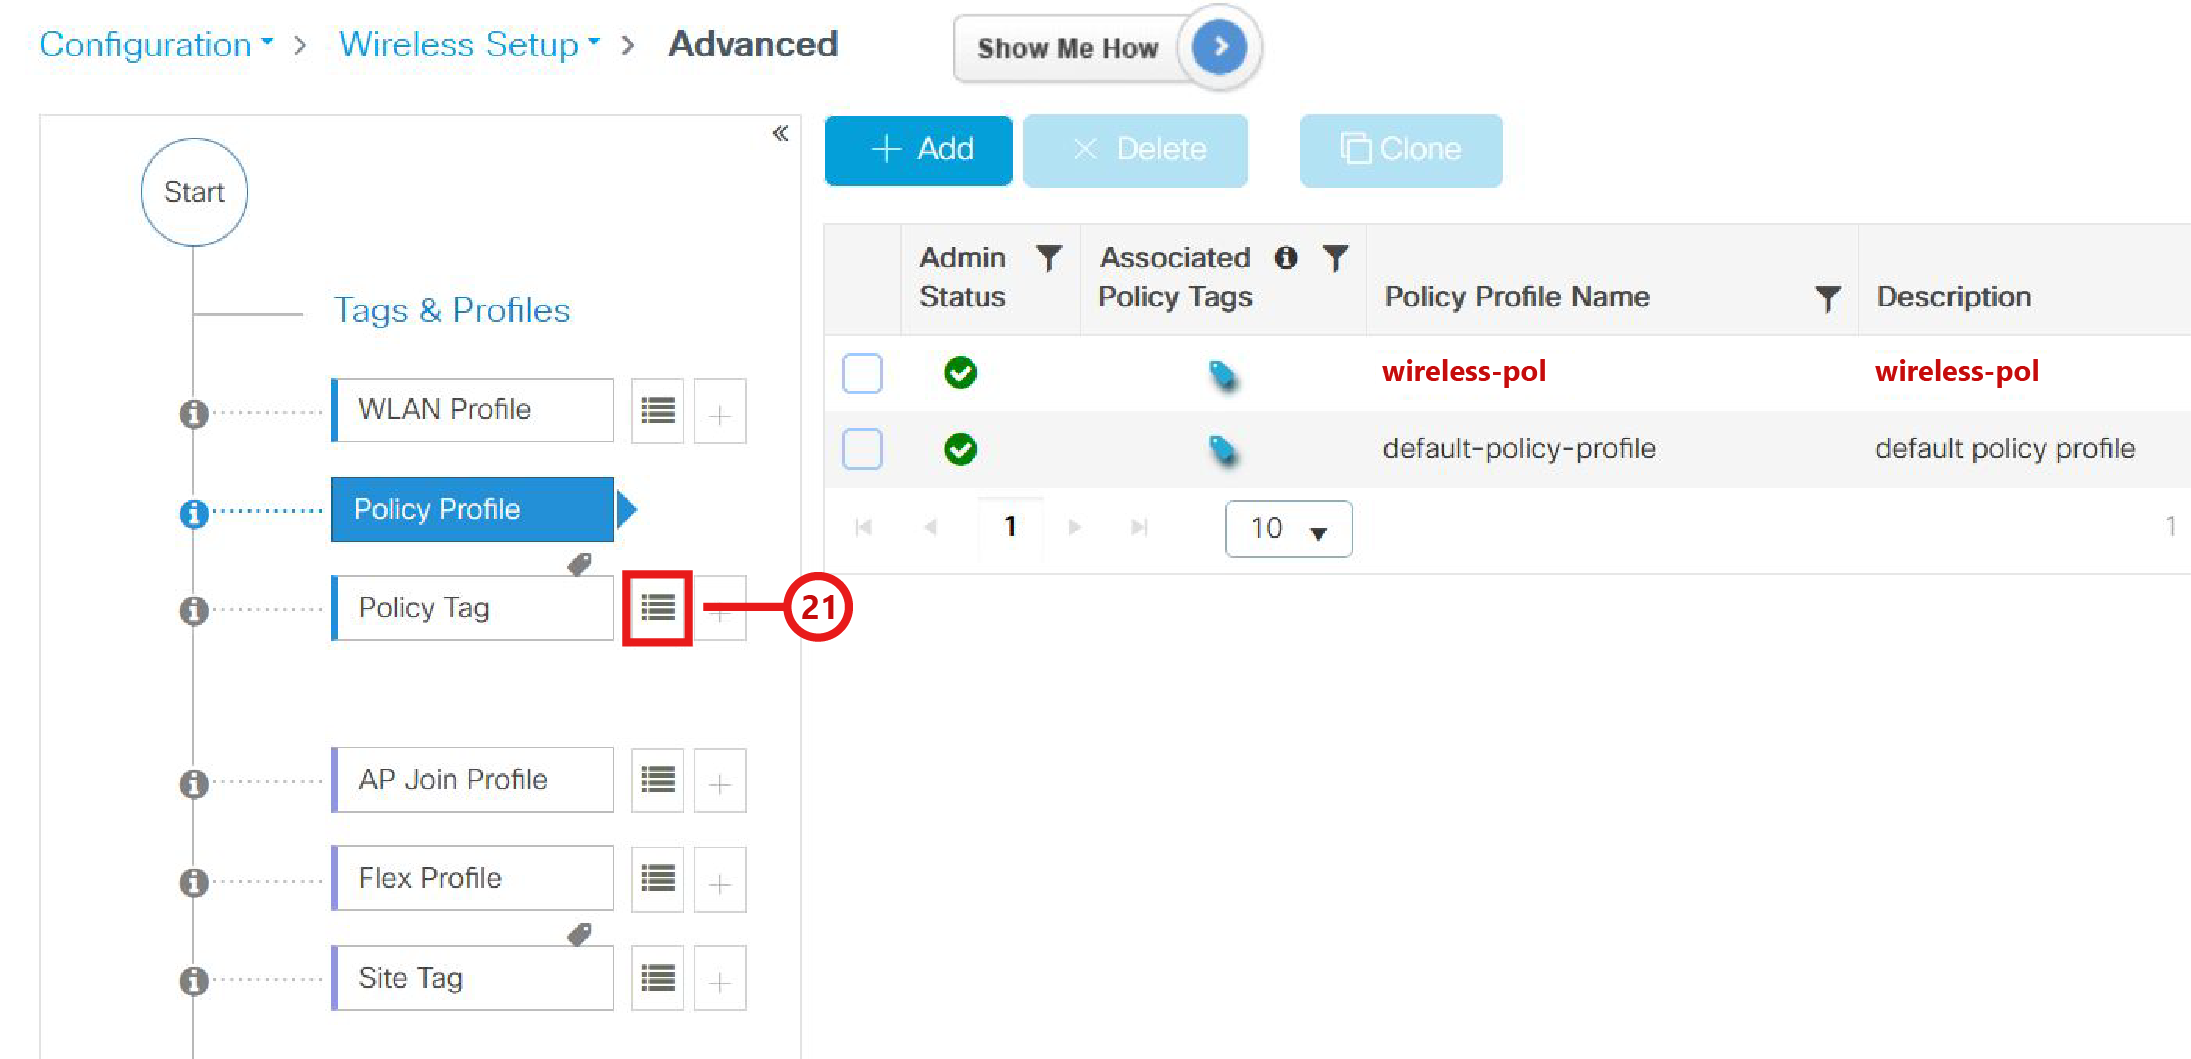 Configuration > Wireless Setup > Advanced
Show Me How
Start
Tags & Profiles
WLAN Profile
Policy Profile
Policy Tag
21
AP Join Profile
Flex Profile
Site Tag
Add Delete Clone
Admin Status Associated Policy Tags Policy Profile Name Description
wireless-pol wireless-pol
default-policy-profile default policy profile
1 10 1